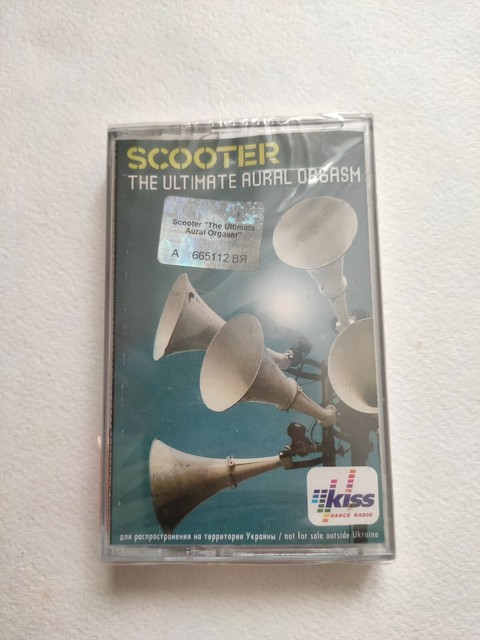 SCOOTER
THE ULTIMATE AURAL ORGASM
Scooter "The Ultimate
Aural Orgasm"
A 665112 ВЯ
kiss
DANCE RADIO
для распространения на территории Украины / not for sale outside Ukraine